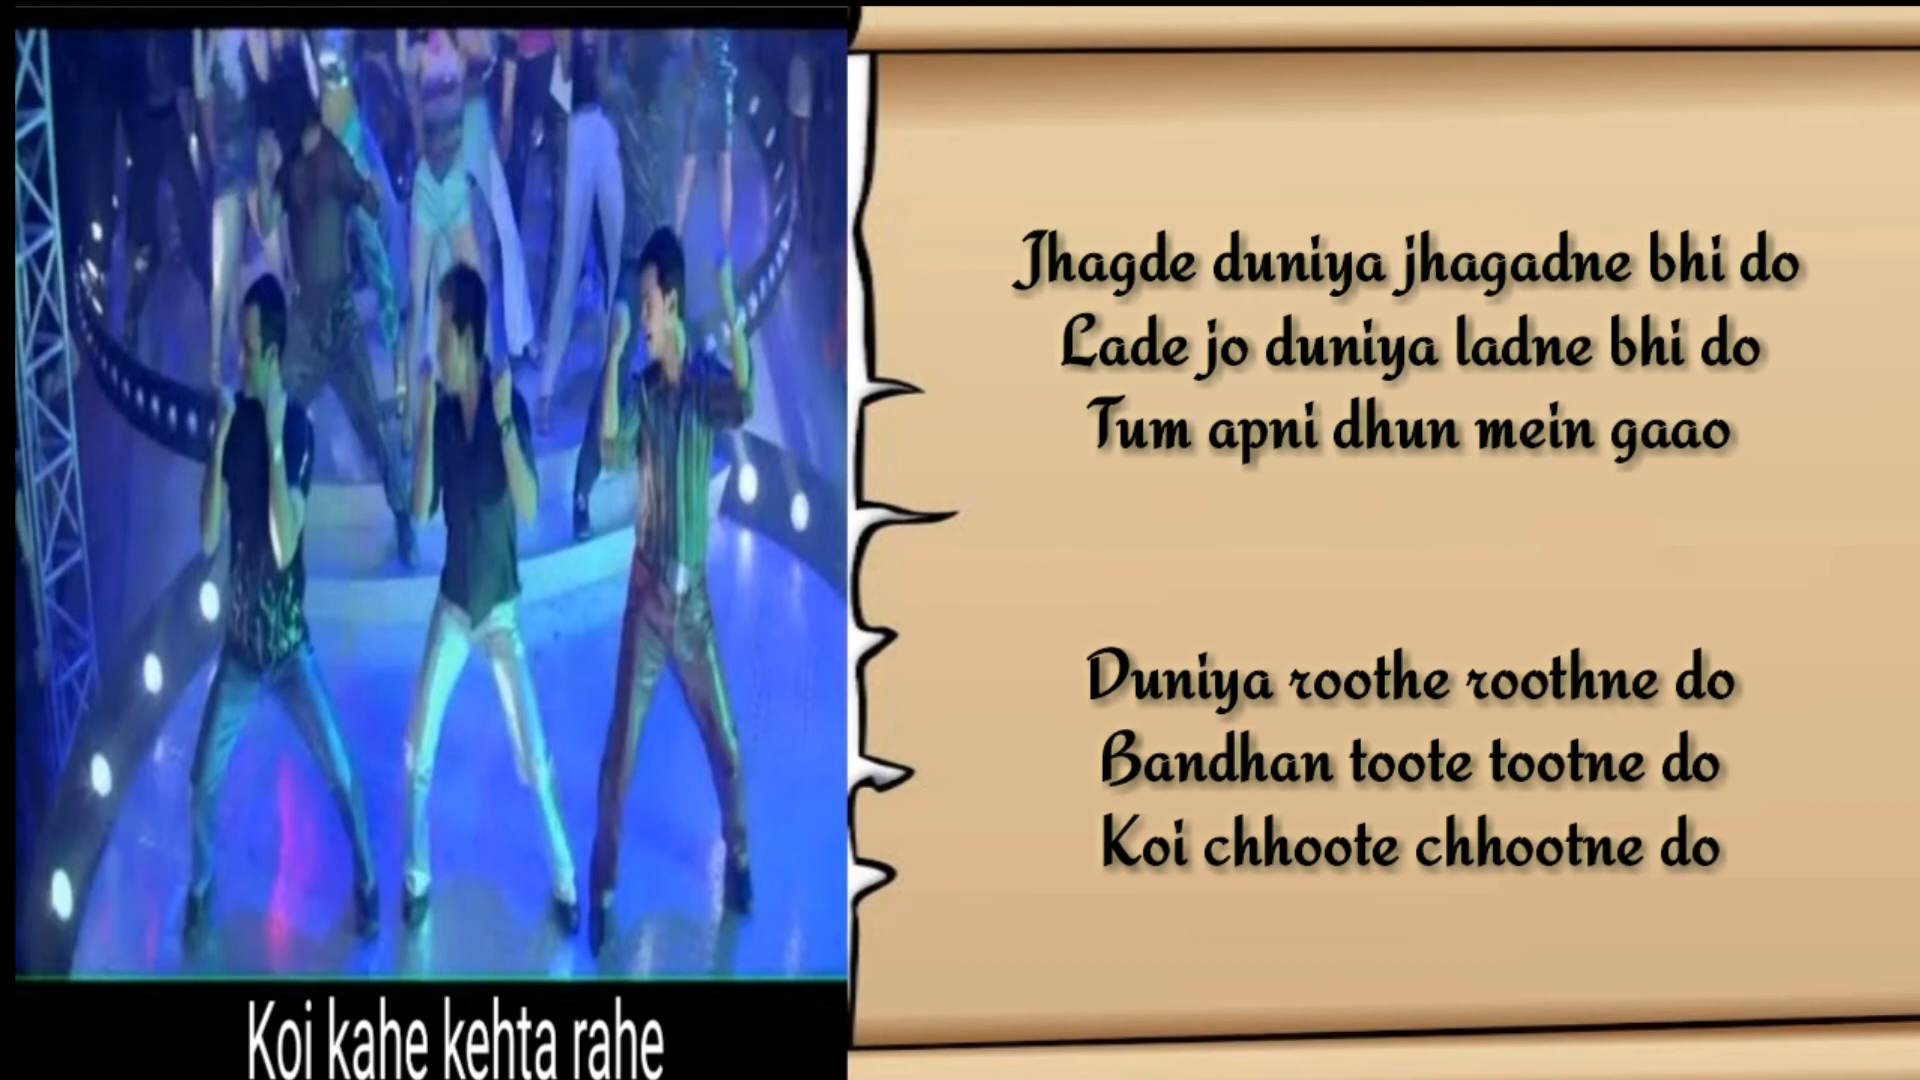 Jhagde duniya jhagadne bhi do
Lade jo duniya ladne bhi do
Tum apni dhun mein gaao
Duniya roothe roothne do
Bandhan toote tootne do
Koi chhoote chhootne do
Koi kahe kehta rahe